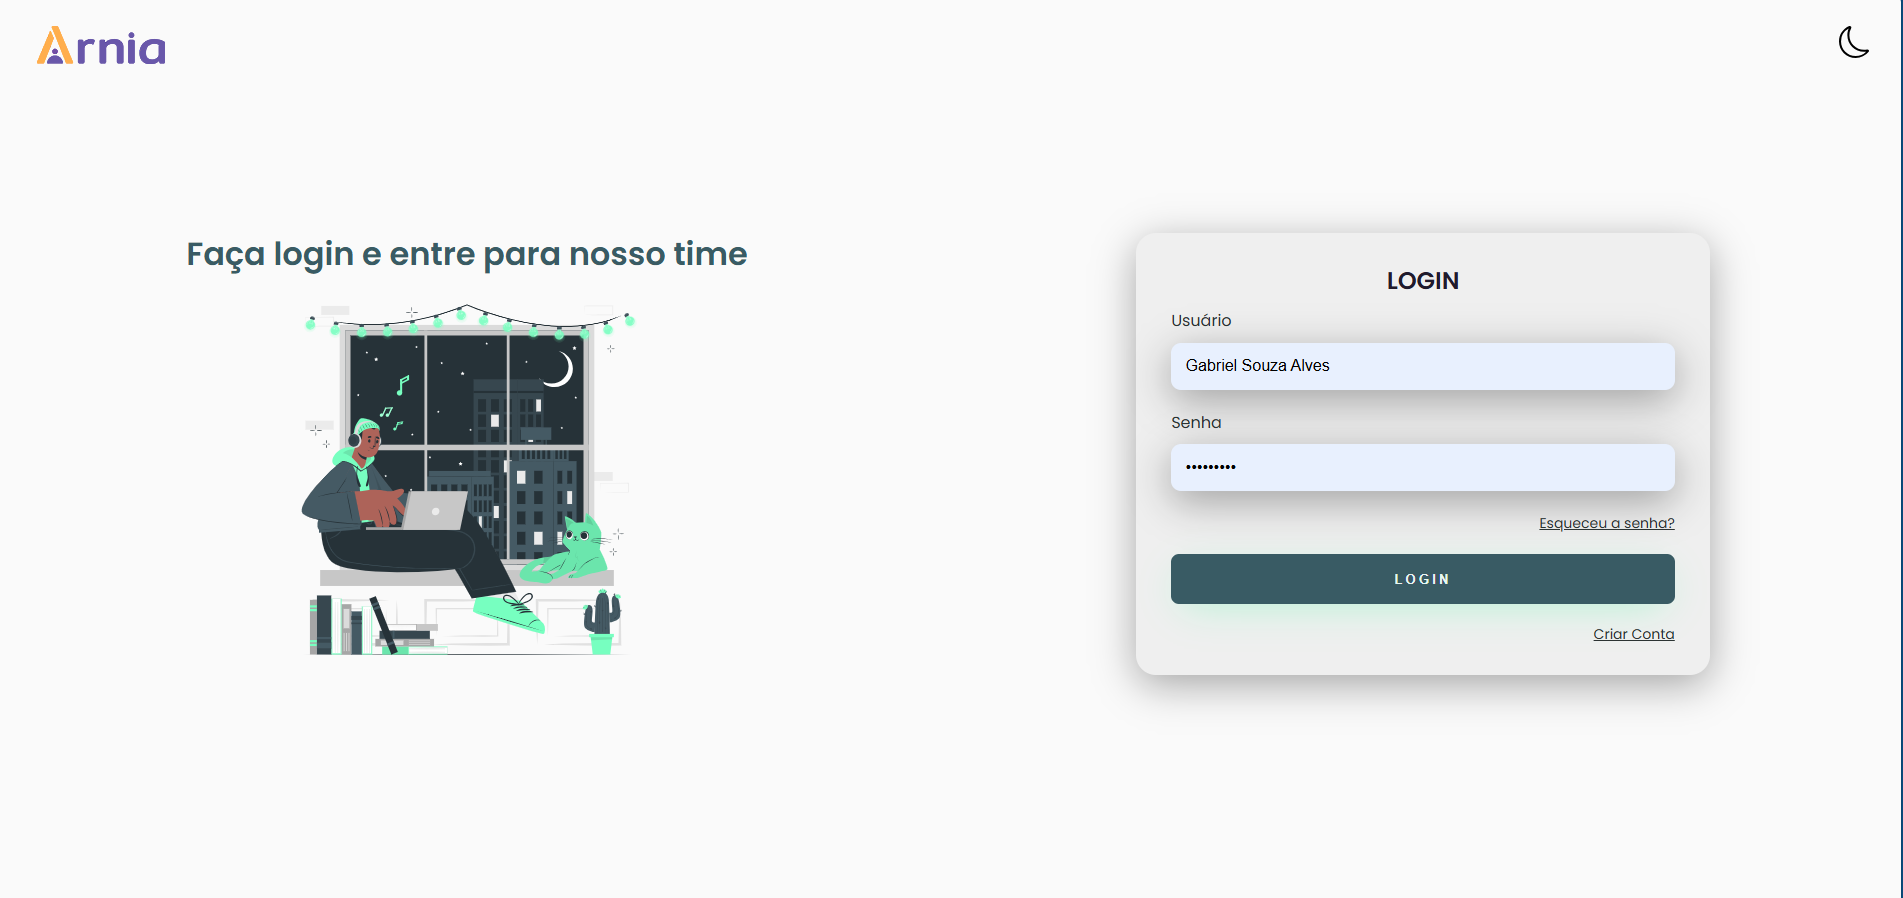 Arnia
Faça login e entre para nosso time
LOGIN
Usuário
Gabriel Souza Alves
Senha
•••••••••
Esqueceu a senha?
LOGIN
Criar Conta